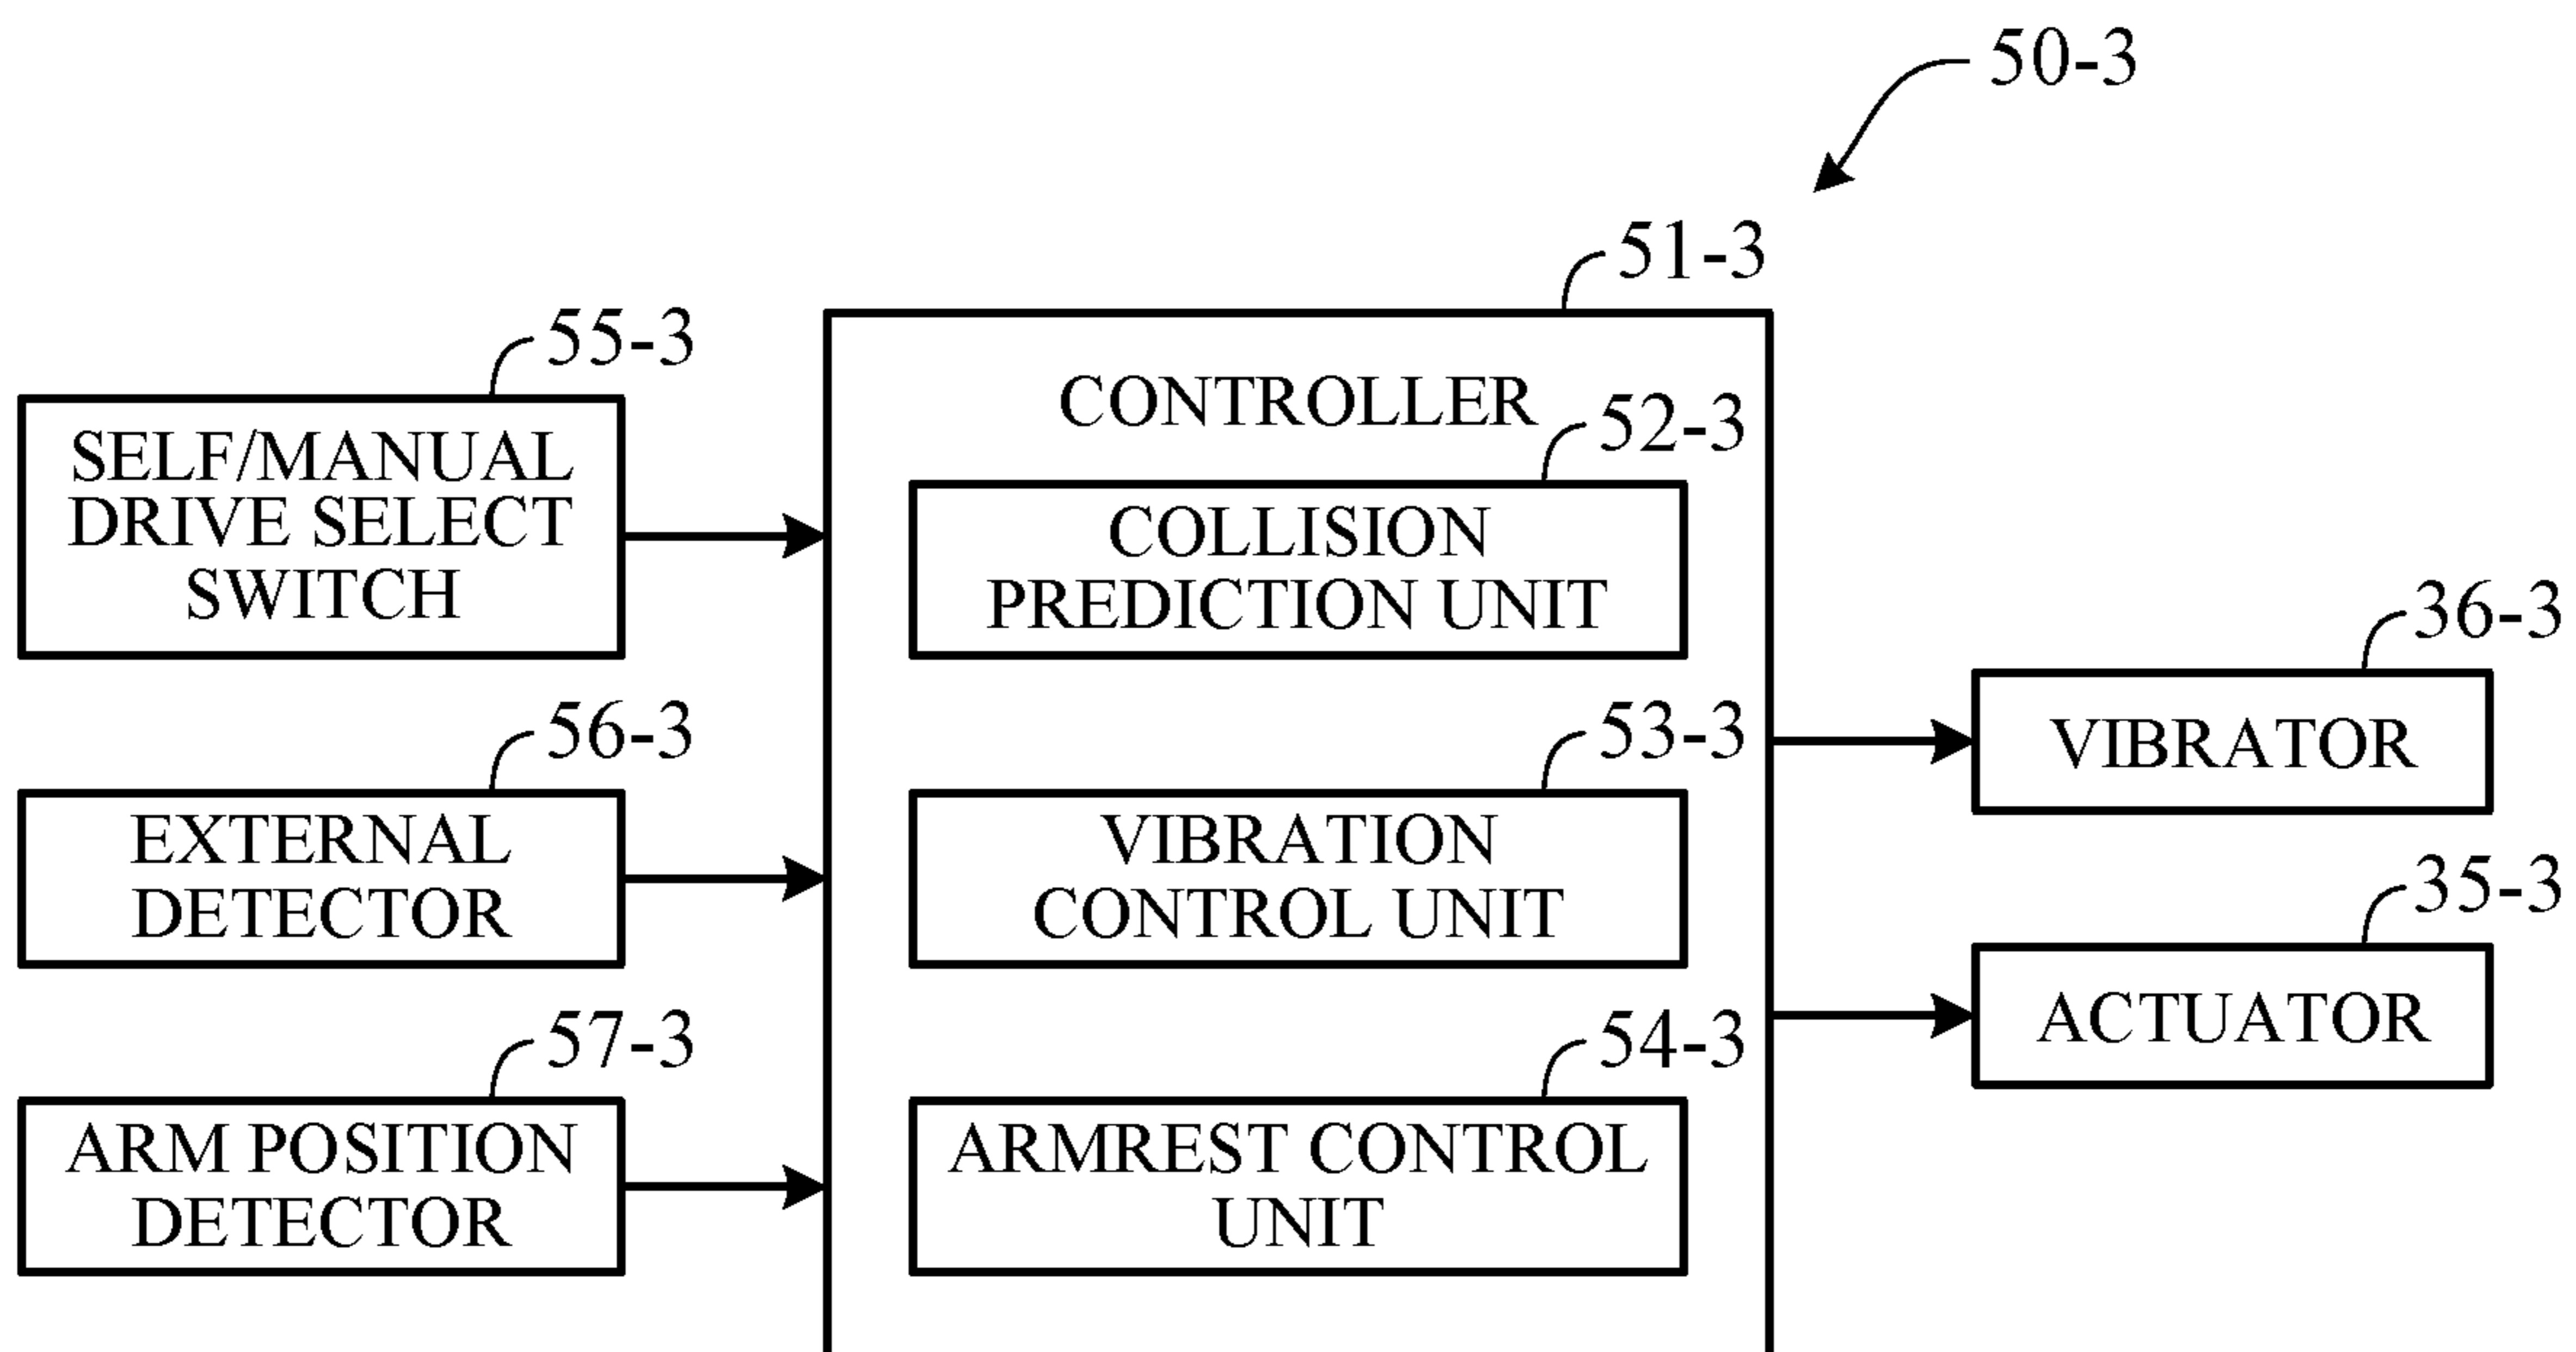 50-3
51-3
55-3
SELF/MANUAL
DRIVE SELECT
SWITCH
56-3
EXTERNAL
DETECTOR
57-3
ARM POSITION
DETECTOR
CONTROLLER
52-3
COLLISION
PREDICTION UNIT
53-3
VIBRATION
CONTROL UNIT
54-3
ARMREST CONTROL
UNIT
36-3
VIBRATOR
35-3
ACTUATOR